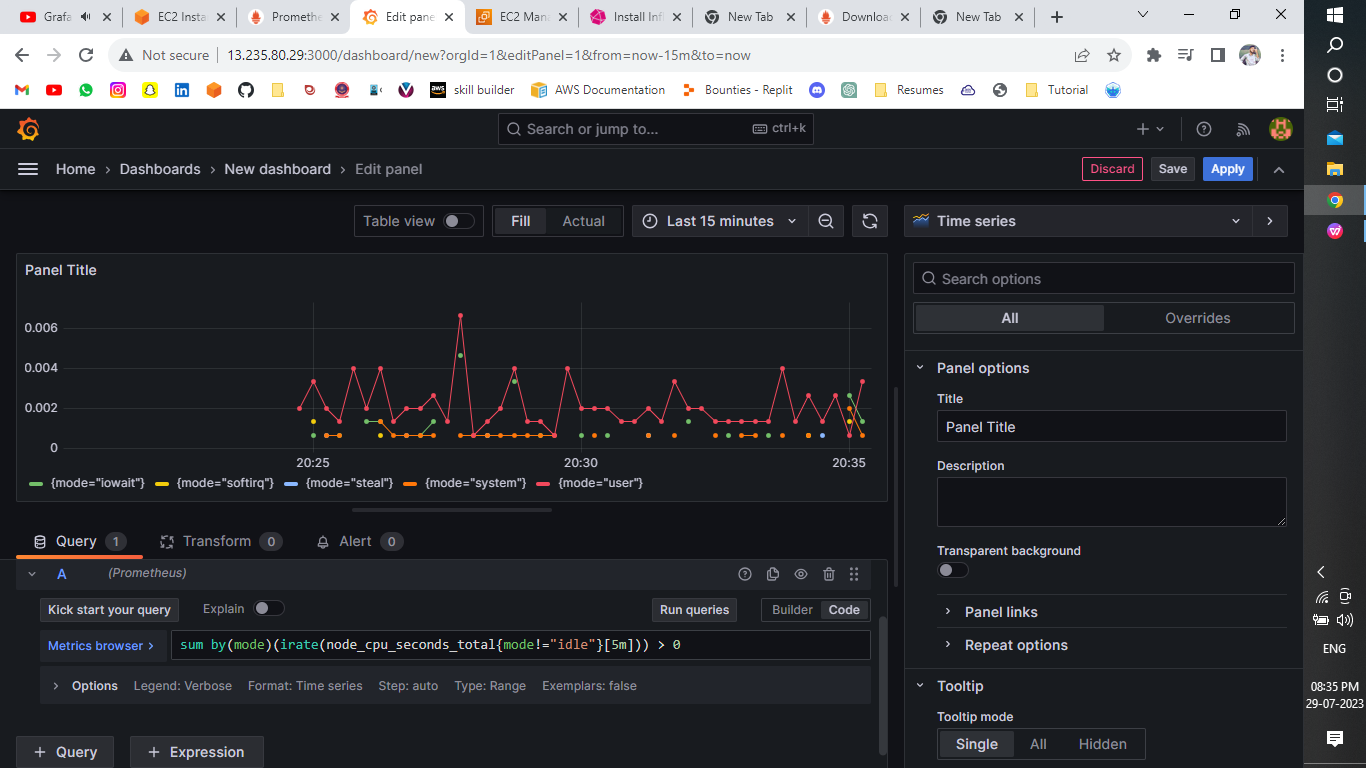 Grafa
EC2 Insta
Promethe
Edit pane
EC2 Mana
Install Infl
New Tab
Downloa
New Tab
Not secure
13.235.80.29:3000/dashboard/new?orgId=1&editPanel=1&from=now-15m&to=now
aws
skill builder
AWS Documentation
Bounties - Replit
Resumes
Tutorial
Search or jump to...
ctrl+k
Home › Dashboards › New dashboard › Edit panel
Discard
Save
Apply
Table view
Fill
Actual
Last 15 minutes
Time series
Panel Title
0.006
0.004
0.002
0
20:25
20:30
20:35
{mode="iowait"}
{mode="softirq"}
{mode="steal"}
{mode="system"}
{mode="user"}
Query 1
Transform 0
Alert 0
A
(Prometheus)
Kick start your query
Explain
Run queries
Builder
Code
Metrics browser >
sum by(mode)(irate(node_cpu_seconds_total{mode!="idle"}[5m])) > 0
Options
Legend: Verbose
Format: Time series
Step: auto
Type: Range
Exemplars: false
+ Query
+ Expression
Search options
All
Overrides
Panel options
Title
Panel Title
Description
Transparent background
Panel links
Repeat options
Tooltip
Tooltip mode
Single
All
Hidden
ENG
08:35 PM
29-07-2023